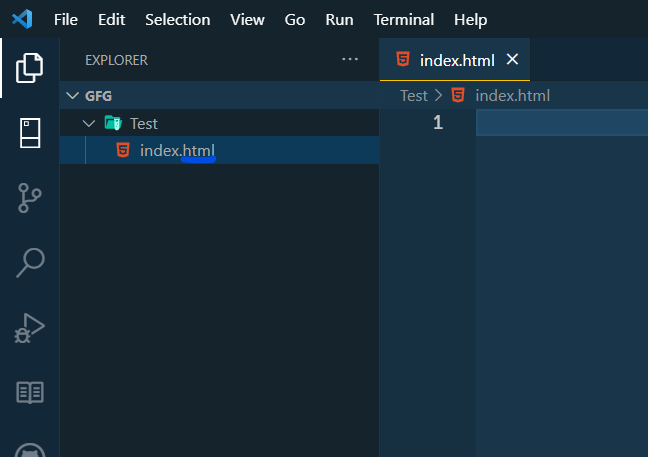 File Edit Selection View Go Run Terminal Help
EXPLORER ...
index.html
GFG
Test > index.html
Test
1
index.html